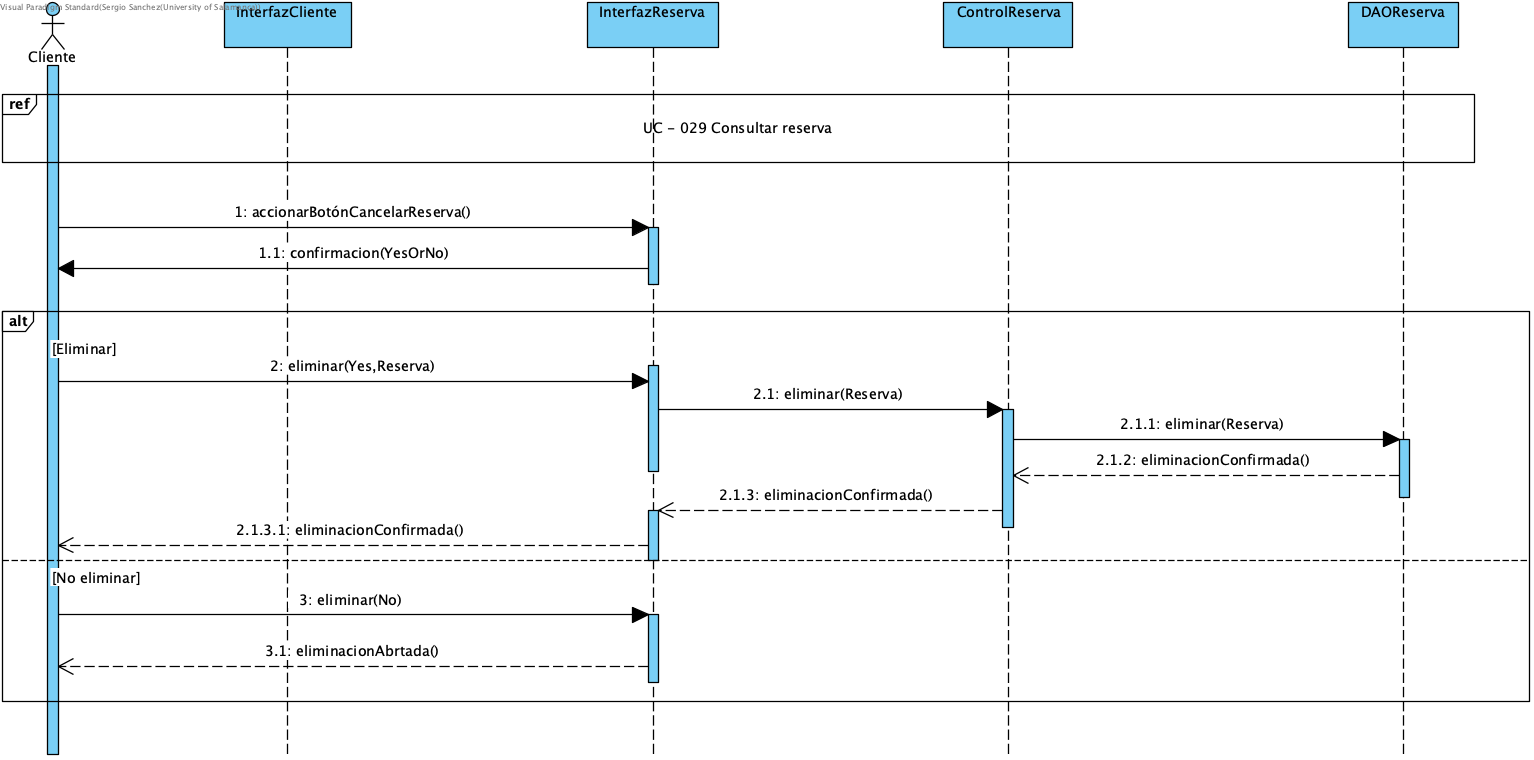 Visual Paradigm Standard(Sergio Sanchez(University of Salamanca))
InterfazCliente
InterfazReserva
ControlReserva
DAOReserva
Cliente
ref
UC - 029 Consultar reserva
1: accionarBotónCancelarReserva()
1.1: confirmacion(YesOrNo)
alt
[Eliminar]
2: eliminar(Yes,Reserva)
2.1: eliminar(Reserva)
2.1.1: eliminar(Reserva)
2.1.2: eliminacionConfirmada()
2.1.3: eliminacionConfirmada()
2.1.3.1: eliminacionConfirmada()
[No eliminar]
3: eliminar(No)
3.1: eliminacionAbrtada()